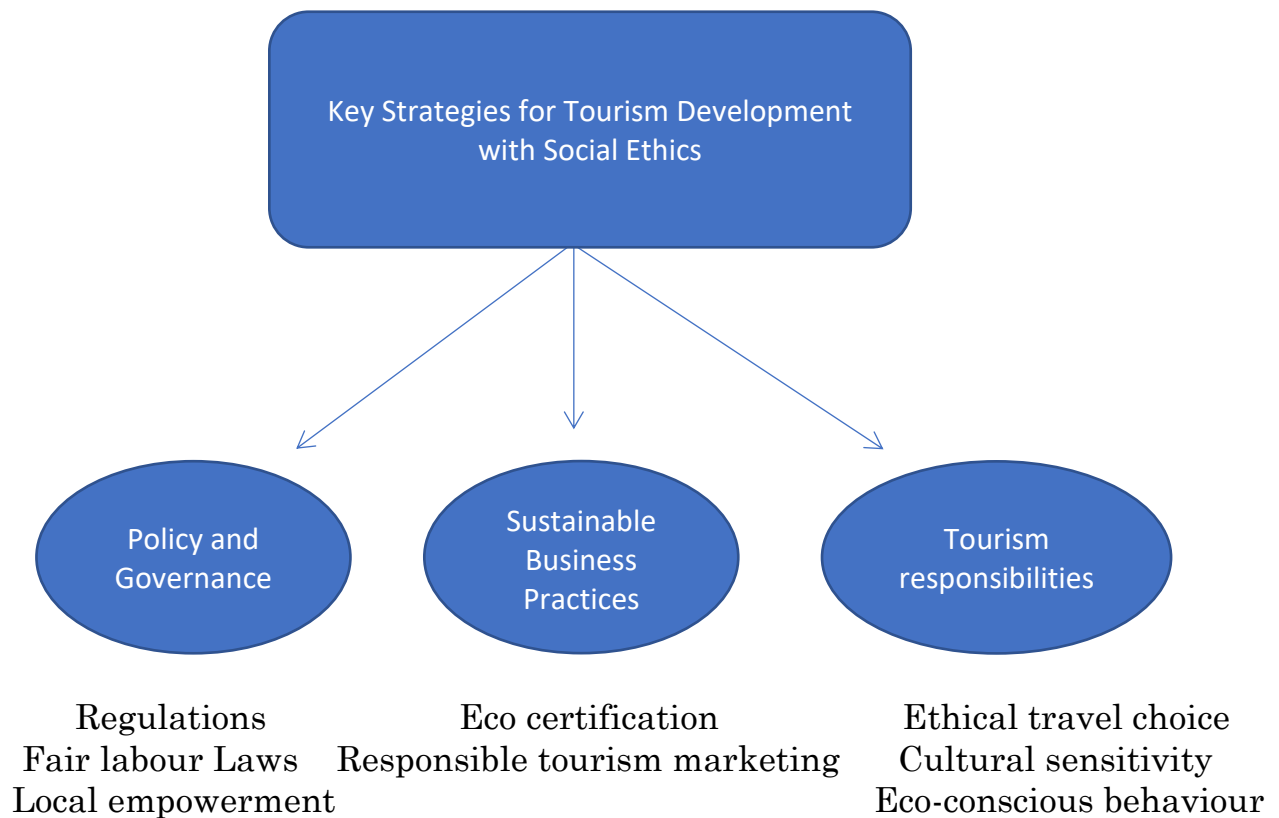 Key Strategies for Tourism Development
with Social Ethics
Policy and
Governance
Sustainable
Business
Practices
Tourism
responsibilities
Regulations
Fair labour Laws
Local empowerment
Eco certification
Responsible tourism marketing
Ethical travel choice
Cultural sensitivity
Eco-conscious behaviour